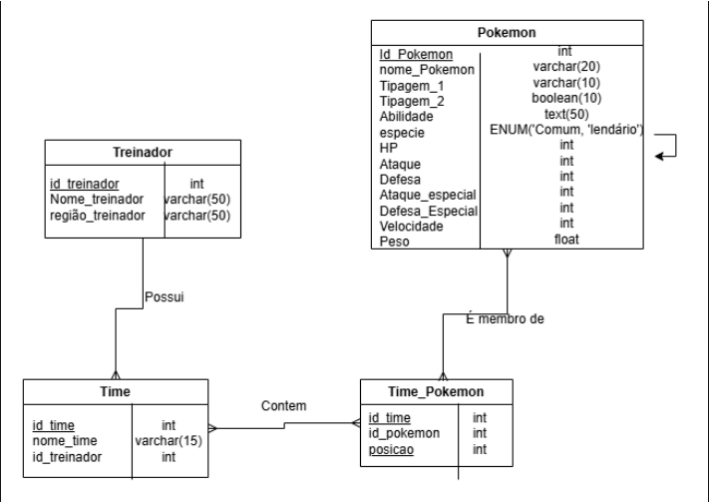 Pokemon
Id_Pokemon int
nome_Pokemon varchar(20)
Tipagem_1 varchar(10)
Tipagem_2 boolean(10)
Abilidade text(50)
especie ENUM('Comum, 'lendário')
HP int
Ataque int
Defesa int
Ataque_especial int
Defesa_Especial int
Velocidade int
Peso float
Treinador
id_treinador int
Nome_treinador varchar(50)
região_treinador varchar(50)
Possui
É membro de
Time
id_time int
nome_time varchar(15)
id_treinador int
Contem
Time_Pokemon
id_time int
id_pokemon int
posicao int